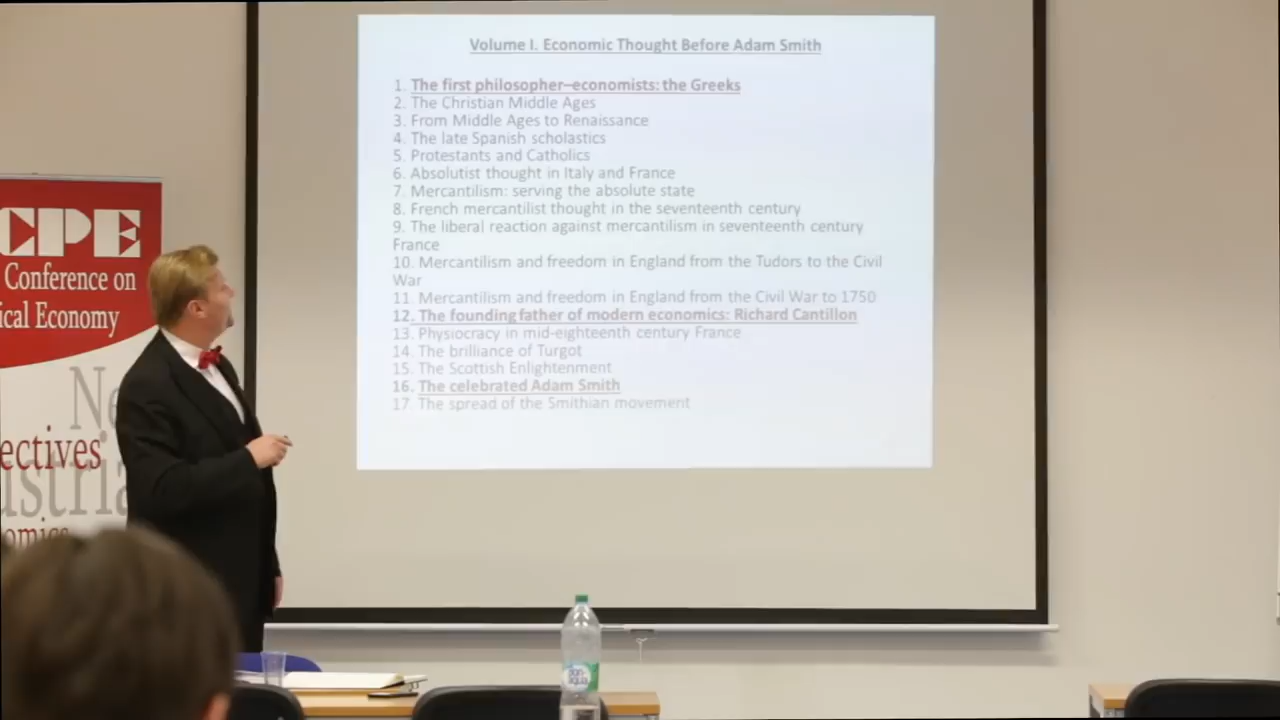 Volume I. Economic Thought Before Adam Smith
1. The first philosopher–economists: the Greeks
2. The Christian Middle Ages
3. From Middle Ages to Renaissance
4. The late Spanish scholastics
5. Protestants and Catholics
6. Absolutist thought in Italy and France
7. Mercantilism: serving the absolute state
8. French mercantilist thought in the seventeenth century
9. The liberal reaction against mercantilism in seventeenth century
France
10. Mercantilism and freedom in England from the Tudors to the Civil
War
11. Mercantilism and freedom in England from the Civil War to 1750
12. The founding father of modern economics: Richard Cantillon
13. Physiocracy in mid-eighteenth century France
14. The brilliance of Turgot
15. The Scottish Enlightenment
16. The celebrated Adam Smith
17. The spread of the Smithian movement
CPE
Conference on
ical Economy
Ne
ectives
ustria
omics
bon
aqua